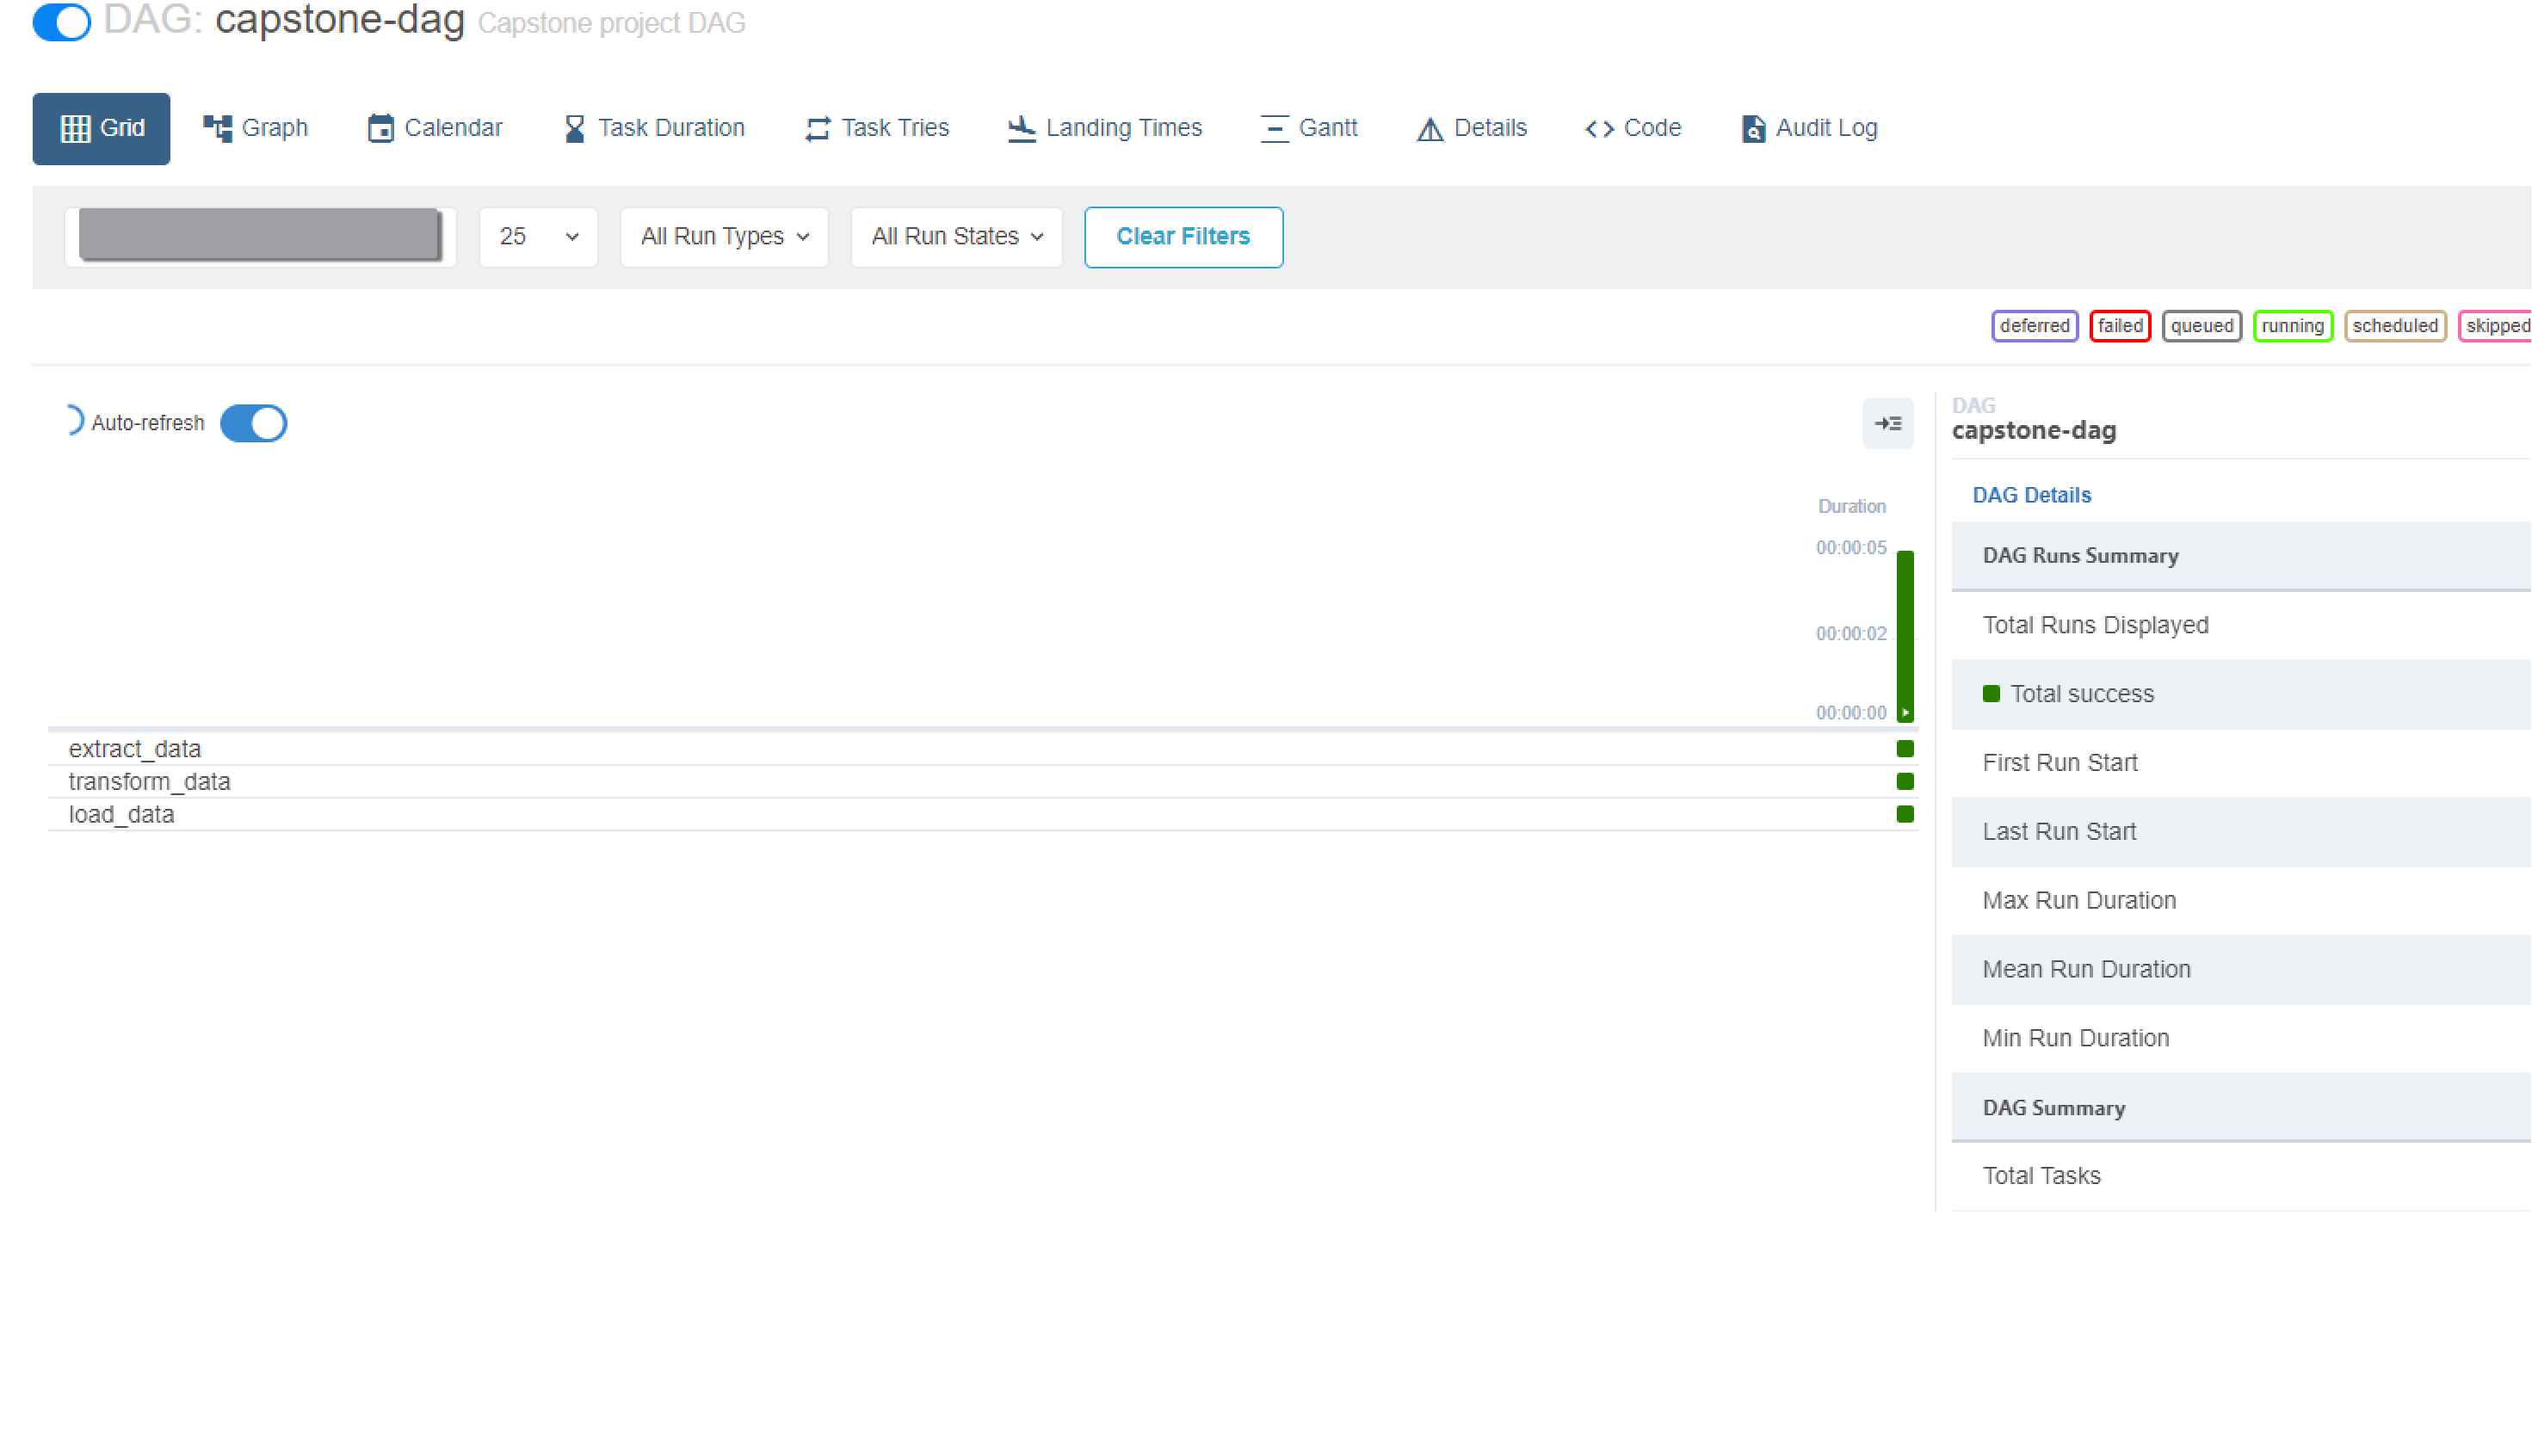 DAG: capstone-dag Capstone project DAG
Grid Graph Calendar Task Duration Task Tries Landing Times Gantt Details Code Audit Log
25 All Run Types All Run States Clear Filters
deferred failed queued running scheduled skipped
Auto-refresh
DAG
capstone-dag
DAG Details
Duration
00:00:05
00:00:02
00:00:00
extract_data
transform_data
load_data
DAG Runs Summary
Total Runs Displayed
Total success
First Run Start
Last Run Start
Max Run Duration
Mean Run Duration
Min Run Duration
DAG Summary
Total Tasks